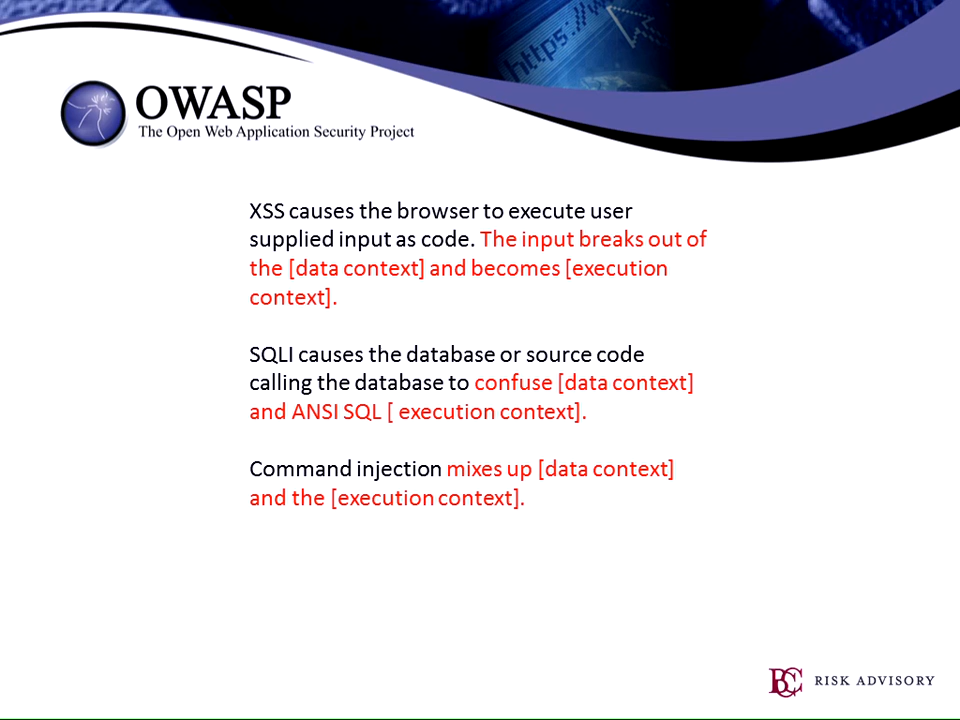 https://w
OWASP
The Open Web Application Security Project
XSS causes the browser to execute user
supplied input as code. The input breaks out of
the [data context] and becomes [execution
context].
SQLI causes the database or source code
calling the database to confuse [data context]
and ANSI SQL [ execution context].
Command injection mixes up [data context]
and the [execution context].
BCC RISK ADVISORY